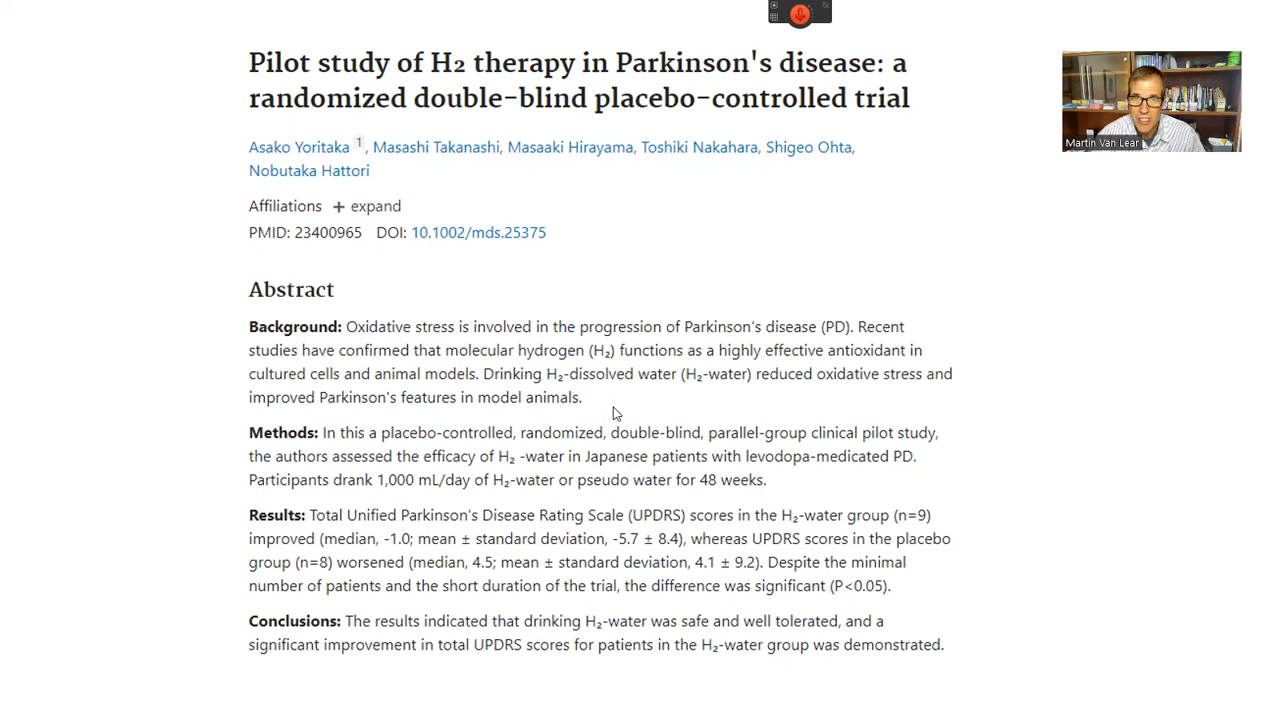 Pilot study of H₂ therapy in Parkinson's disease: a
randomized double-blind placebo-controlled trial
Asako Yoritaka 1, Masashi Takanashi, Masaaki Hirayama, Toshiki Nakahara, Shigeo Ohta,
Nobutaka Hattori
Affiliations + expand
PMID: 23400965 DOI: 10.1002/mds.25375
Abstract
Background: Oxidative stress is involved in the progression of Parkinson's disease (PD). Recent
studies have confirmed that molecular hydrogen (H₂) functions as a highly effective antioxidant in
cultured cells and animal models. Drinking H₂-dissolved water (H₂-water) reduced oxidative stress and
improved Parkinson's features in model animals.
Methods: In this a placebo-controlled, randomized, double-blind, parallel-group clinical pilot study,
the authors assessed the efficacy of H₂ -water in Japanese patients with levodopa-medicated PD.
Participants drank 1,000 mL/day of H₂-water or pseudo water for 48 weeks.
Results: Total Unified Parkinson's Disease Rating Scale (UPDRS) scores in the H₂-water group (n=9)
improved (median, -1.0; mean ± standard deviation, -5.7 ± 8.4), whereas UPDRS scores in the placebo
group (n=8) worsened (median, 4.5; mean ± standard deviation, 4.1 ± 9.2). Despite the minimal
number of patients and the short duration of the trial, the difference was significant (P<0.05).
Conclusions: The results indicated that drinking H₂-water was safe and well tolerated, and a
significant improvement in total UPDRS scores for patients in the H₂-water group was demonstrated.
Martin Van Lear